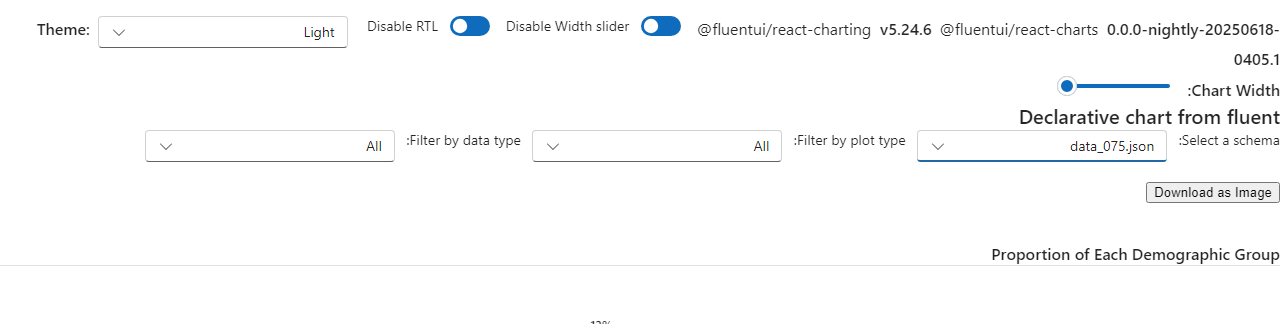 Theme: Light Disable RTL Disable Width slider @fluentui/react-charting v5.24.6 @fluentui/react-charts 0.0.0-nightly-20250618-
0405.1
:Chart Width
Declarative chart from fluent
:Select a schema data_075.json :Filter by plot type All :Filter by data type All
Download as Image
Proportion of Each Demographic Group